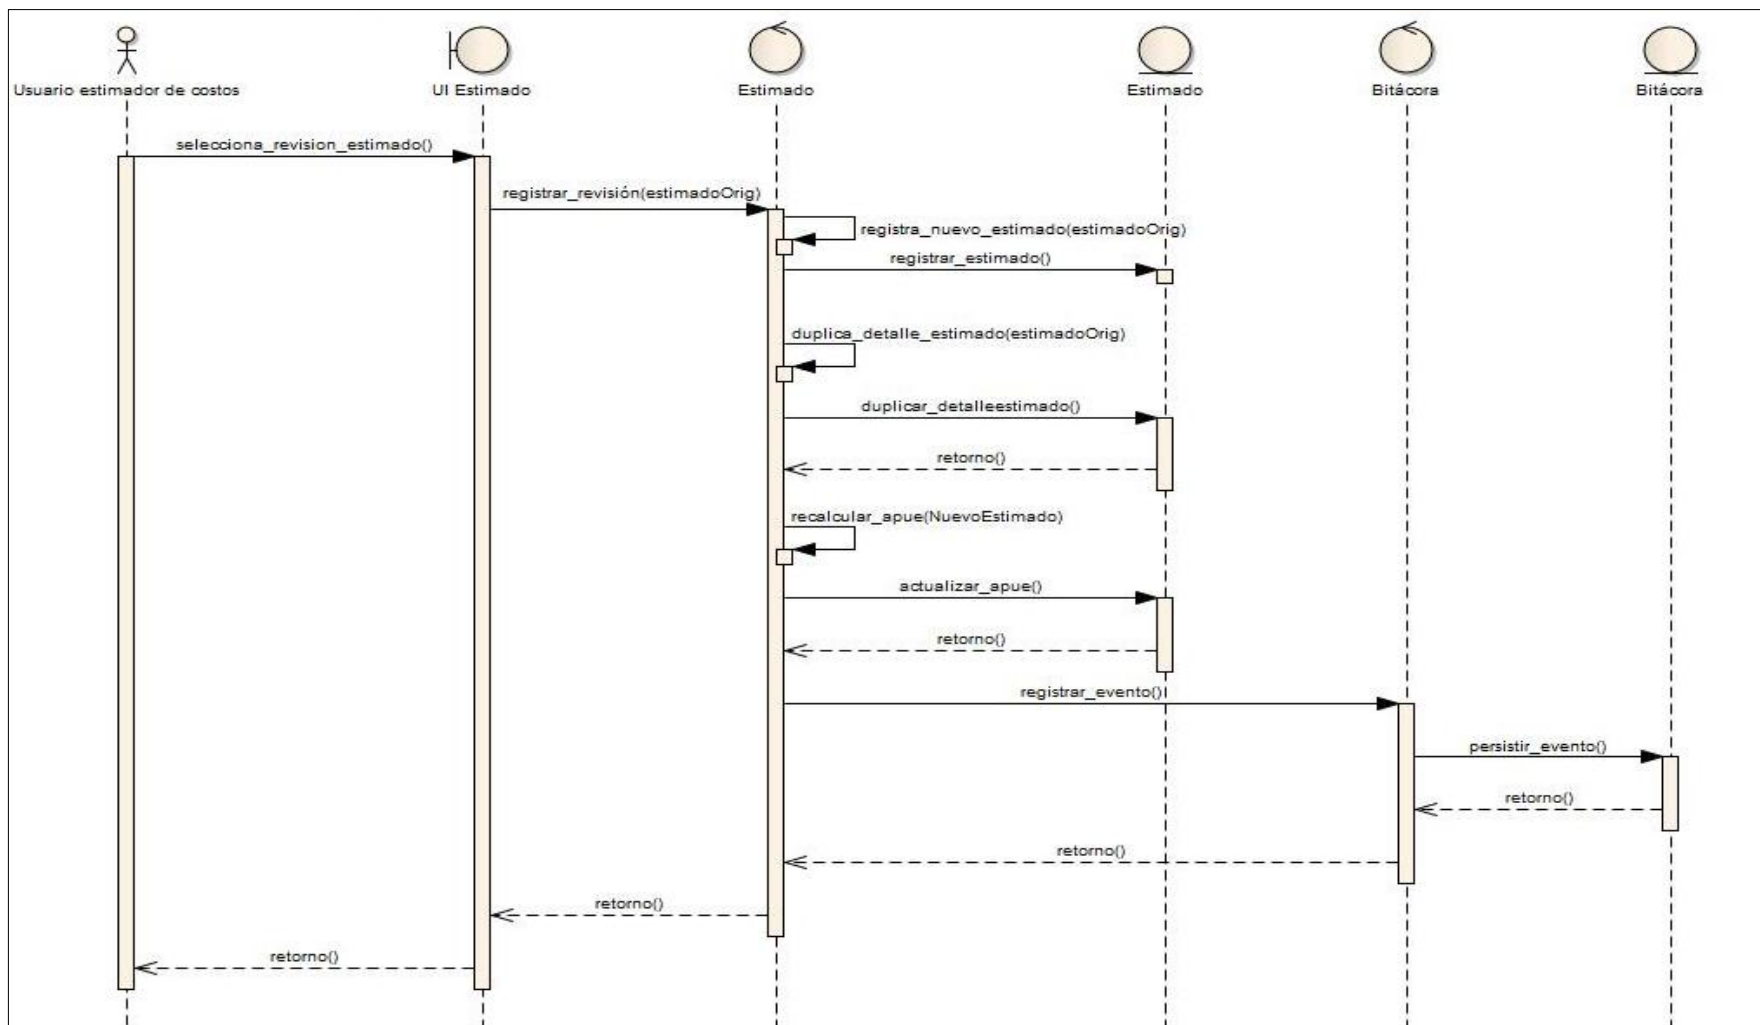 Usuario estimador de costos
UI Estimado
Estimado
Estimado
Bitácora
Bitácora
selecciona_revision_estimado()
registrar_revisión(estimadoOrig)
registra_nuevo_estimado(estimadoOrig)
registrar_estimado()
duplica_detalle_estimado(estimadoOrig)
duplicar_detalleestimado()
retorno()
recalcular_apue(NuevoEstimado)
actualizar_apue()
retorno()
registrar_evento()
persistir_evento()
retorno()
retorno()
retorno()
retorno()